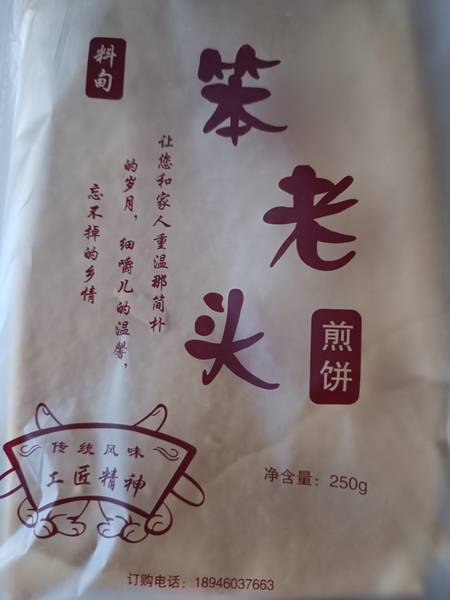 料甸
笨老头
煎饼
让您和家人重温那简朴
的岁月，细嚼儿的温馨，
忘不掉的乡情
传统风味
工匠精神
净含量：250g
订购电话：18946037663